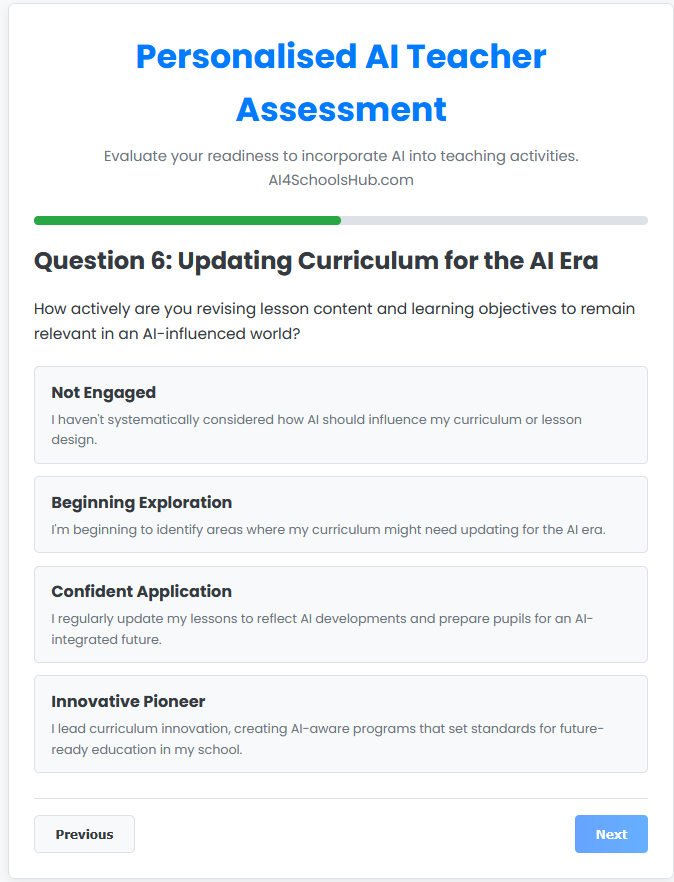 Personalised AI Teacher
Assessment
Evaluate your readiness to incorporate AI into teaching activities.
AI4SchoolsHub.com
Question 6: Updating Curriculum for the AI Era
How actively are you revising lesson content and learning objectives to remain
relevant in an AI-influenced world?
Not Engaged
I haven't systematically considered how AI should influence my curriculum or lesson
design.
Beginning Exploration
I'm beginning to identify areas where my curriculum might need updating for the AI era.
Confident Application
I regularly update my lessons to reflect AI developments and prepare pupils for an AI-
integrated future.
Innovative Pioneer
I lead curriculum innovation, creating AI-aware programs that set standards for future-
ready education in my school.
Previous
Next